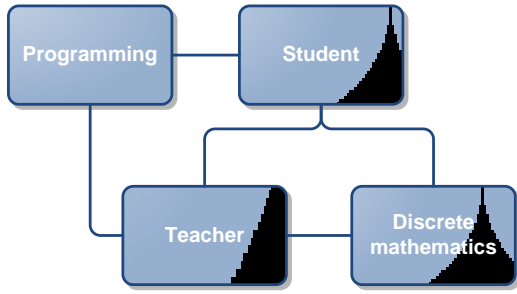 Programming
Student
Teacher
Discrete
mathematics